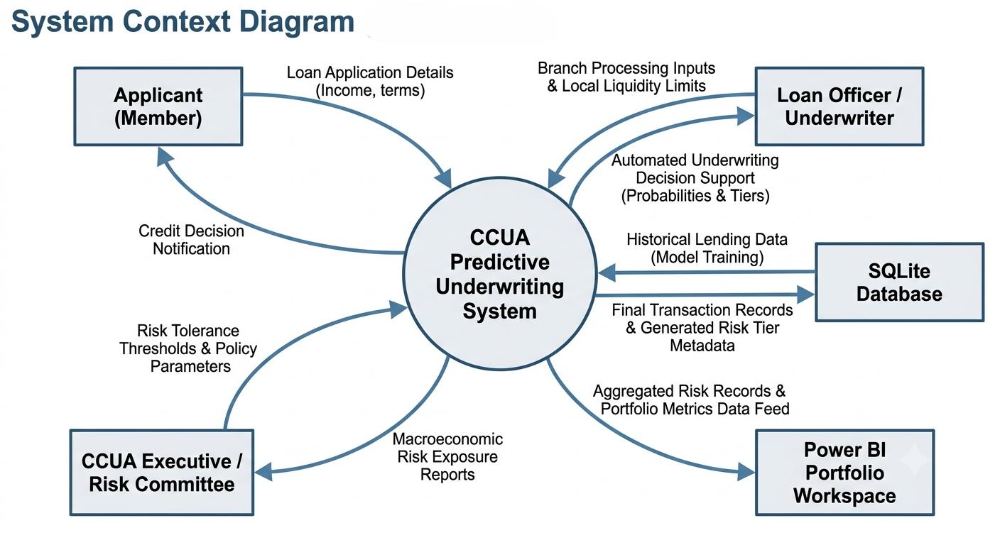 System Context Diagram
Applicant
(Member)
Loan Application Details
(Income, terms)
Branch Processing Inputs
& Local Liquidity Limits
Loan Officer /
Underwriter
Automated Underwriting
Decision Support
(Probabilities & Tiers)
Credit Decision
Notification
CCUA
Predictive
Underwriting
System
Historical Lending Data
(Model Training)
SQLite
Database
Final Transaction Records
& Generated Risk Tier
Metadata
Risk Tolerance
Thresholds & Policy
Parameters
Aggregated Risk Records &
Portfolio Metrics Data Feed
CCUA Executive /
Risk Committee
Macroeconomic
Risk Exposure
Reports
Power BI
Portfolio
Workspace